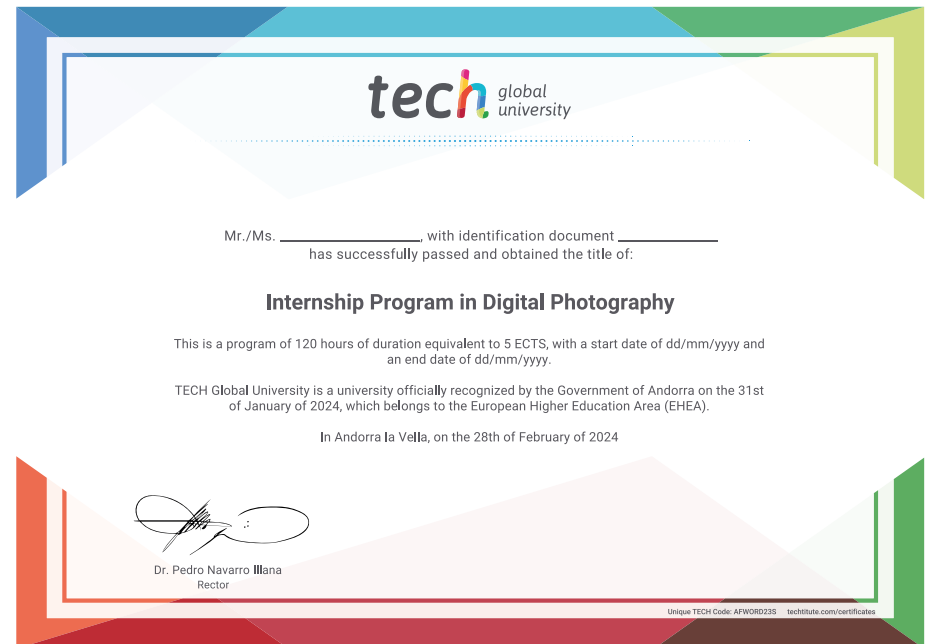 tech global university
Mr./Ms. ____________, with identification document ____________
has successfully passed and obtained the title of:
Internship Program in Digital Photography
This is a program of 120 hours of duration equivalent to 5 ECTS, with a start date of dd/mm/yyyy and
an end date of dd/mm/yyyy.
TECH Global University is a university officially recognized by the Government of Andorra on the 31st
of January of 2024, which belongs to the European Higher Education Area (EHEA).
In Andorra la Vella, on the 28th of February of 2024
Dr. Pedro Navarro Illana
Rector
Unique TECH Code: AFWORD23S techtitute.com/certificates